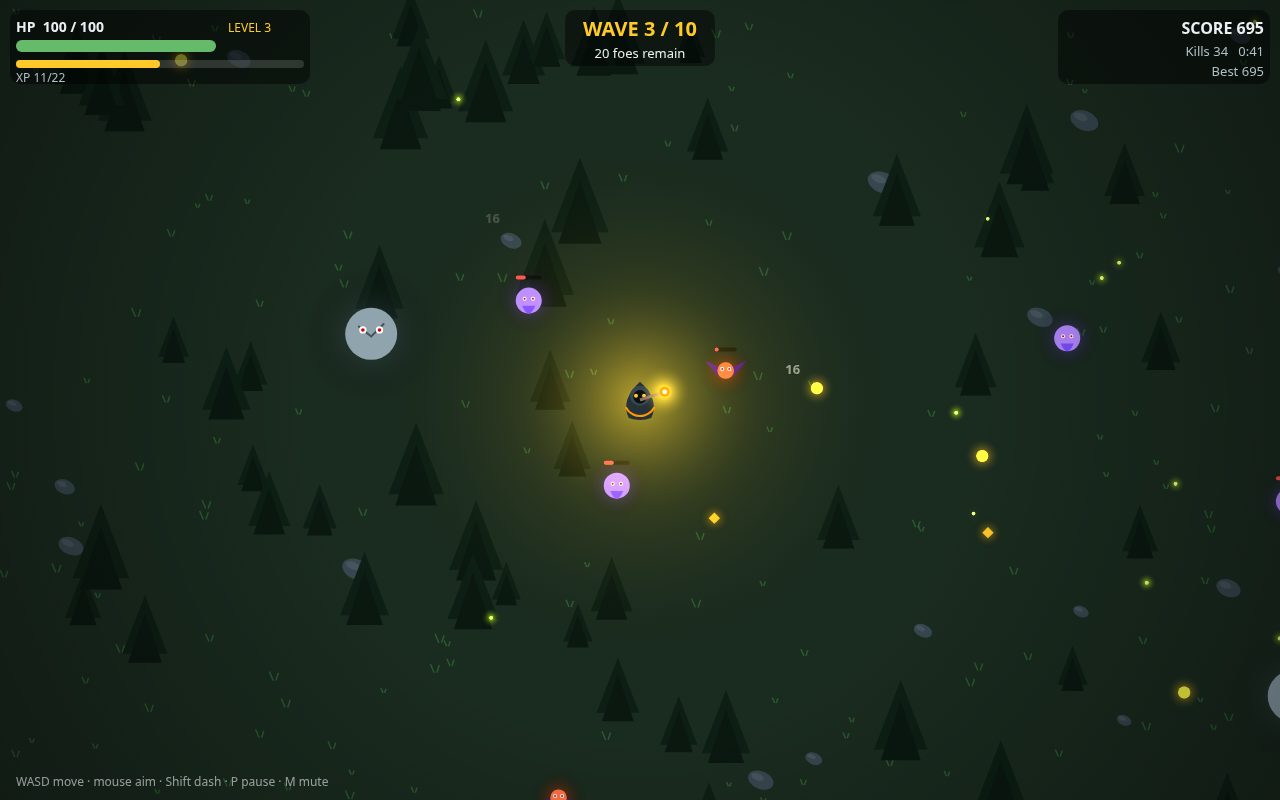 HP 100 / 100
LEVEL 3
XP 11/22
WAVE 3 / 10
20 foes remain
SCORE 695
Kills 34 0:41
Best 695
16
16
WASD move · mouse aim · Shift dash · P pause · M mute